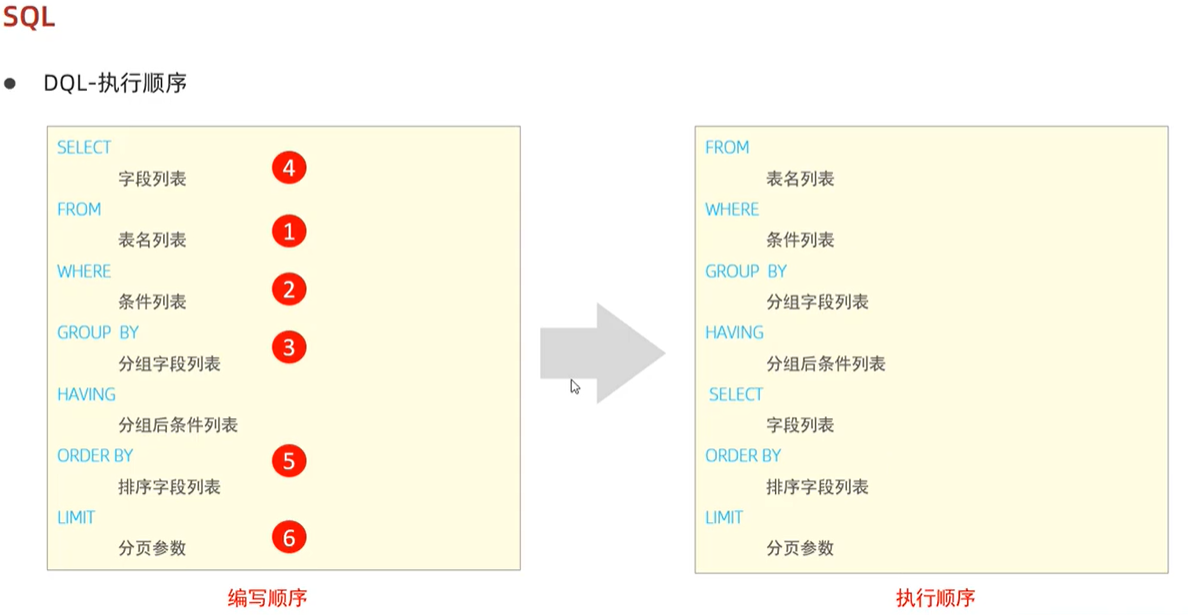 SQL
DQL-执行顺序
SELECT
字段列表
4
FROM
表名列表
1
WHERE
条件列表
2
GROUP BY
分组字段列表
3
HAVING
分组后条件列表
ORDER BY
排序字段列表
5
LIMIT
分页参数
6
编写顺序
FROM
表名列表
WHERE
条件列表
GROUP BY
分组字段列表
HAVING
分组后条件列表
SELECT
字段列表
ORDER BY
排序字段列表
LIMIT
分页参数
执行顺序